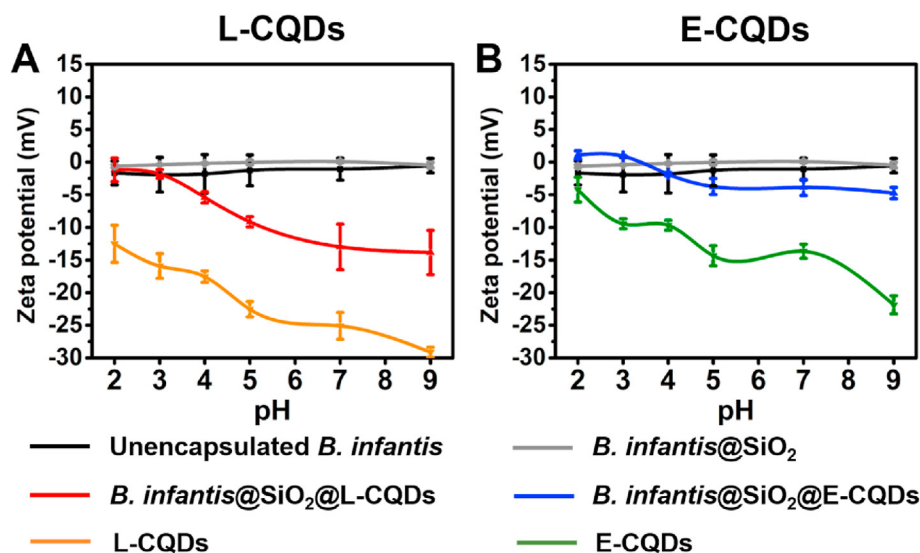 L-CQDs
E-CQDs
A
Zeta potential (mV)
15
10
5
0
-5
-10
-15
-20
-25
-30
2 3 4 5 6 7 8 9
pH
B
Zeta potential (mV)
15
10
5
0
-5
-10
-15
-20
-25
-30
2 3 4 5 6 7 8 9
pH
Unencapsulated B. infantis
B. infantis@SiO₂
B. infantis@SiO₂@L-CQDs
B. infantis@SiO₂@E-CQDs
L-CQDs
E-CQDs